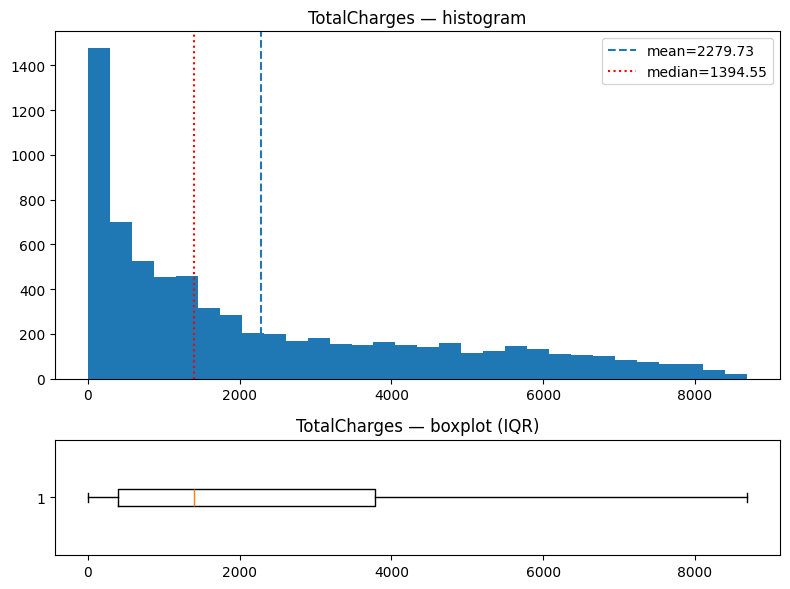 TotalCharges — histogram
mean=2279.73
median=1394.55
1400
1200
1000
800
600
400
200
0
0 2000 4000 6000 8000
TotalCharges — boxplot (IQR)
1
0 2000 4000 6000 8000